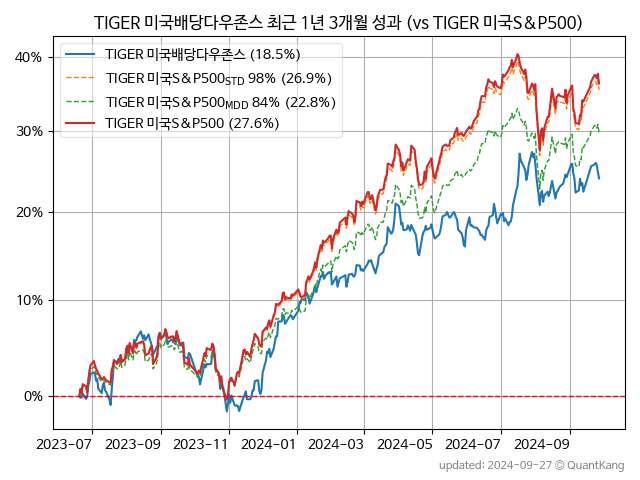 TIGER 미국배당다우존스 최근 1년 3개월 성과 (vs TIGER 미국S&P500)
TIGER 미국배당다우존스 (18.5%)
TIGER 미국S&P500STD 98% (26.9%)
TIGER 미국S&P500MDD 84% (22.8%)
TIGER 미국S&P500 (27.6%)
40%
30%
20%
10%
0%
2023-07 2023-09 2023-11 2024-01 2024-03 2024-05 2024-07 2024-09
updated: 2024-09-27 © QuantKang